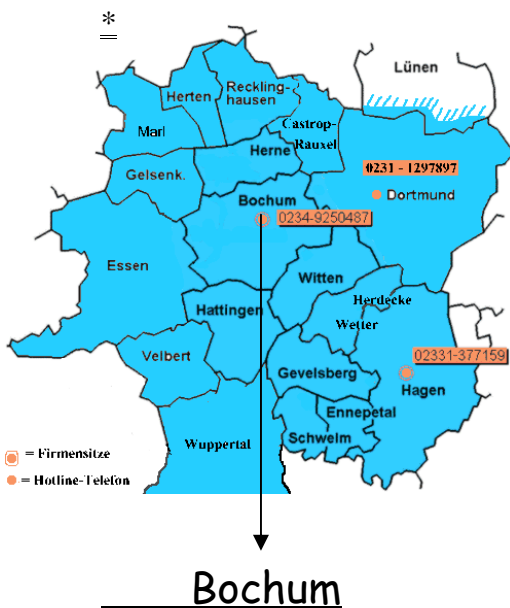 *
Lünen
Reckling-
hausen
Herten
Castrop-
Rauxel
Marl
Herne
Gelsenk.
0231 - 1297897
Dortmund
Bochum
0234-9250487
Essen
Witten
Herdecke
Hattingen
Wetter
02331-377159
Velbert
Gevelsberg
Hagen
Ennepetal
Schwelm
Wuppertal
= Firmensitze
= Hotline-Telefon
Bochum